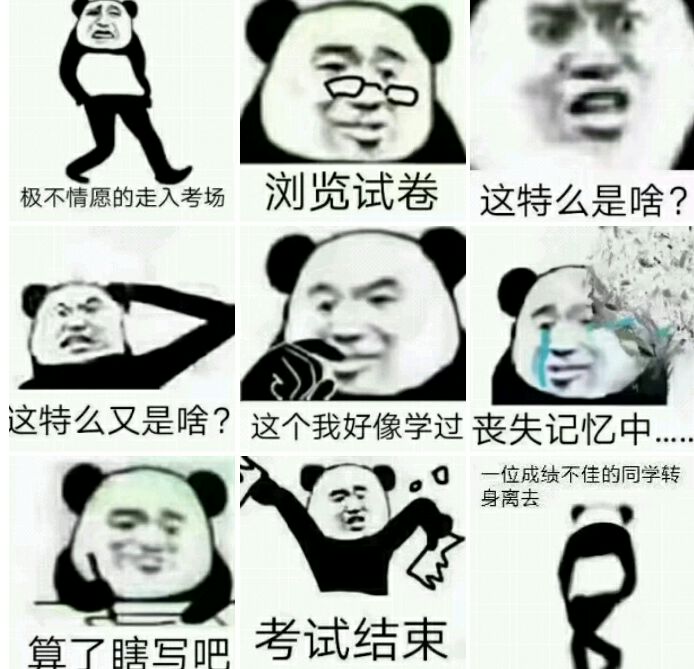 极不情愿的走入考场
浏览试卷
这特么是啥?
这特么又是啥?
这个我好像学过
丧失记忆中.....
算了瞎写吧
考试结束
一位成绩不佳的同学转
身离去